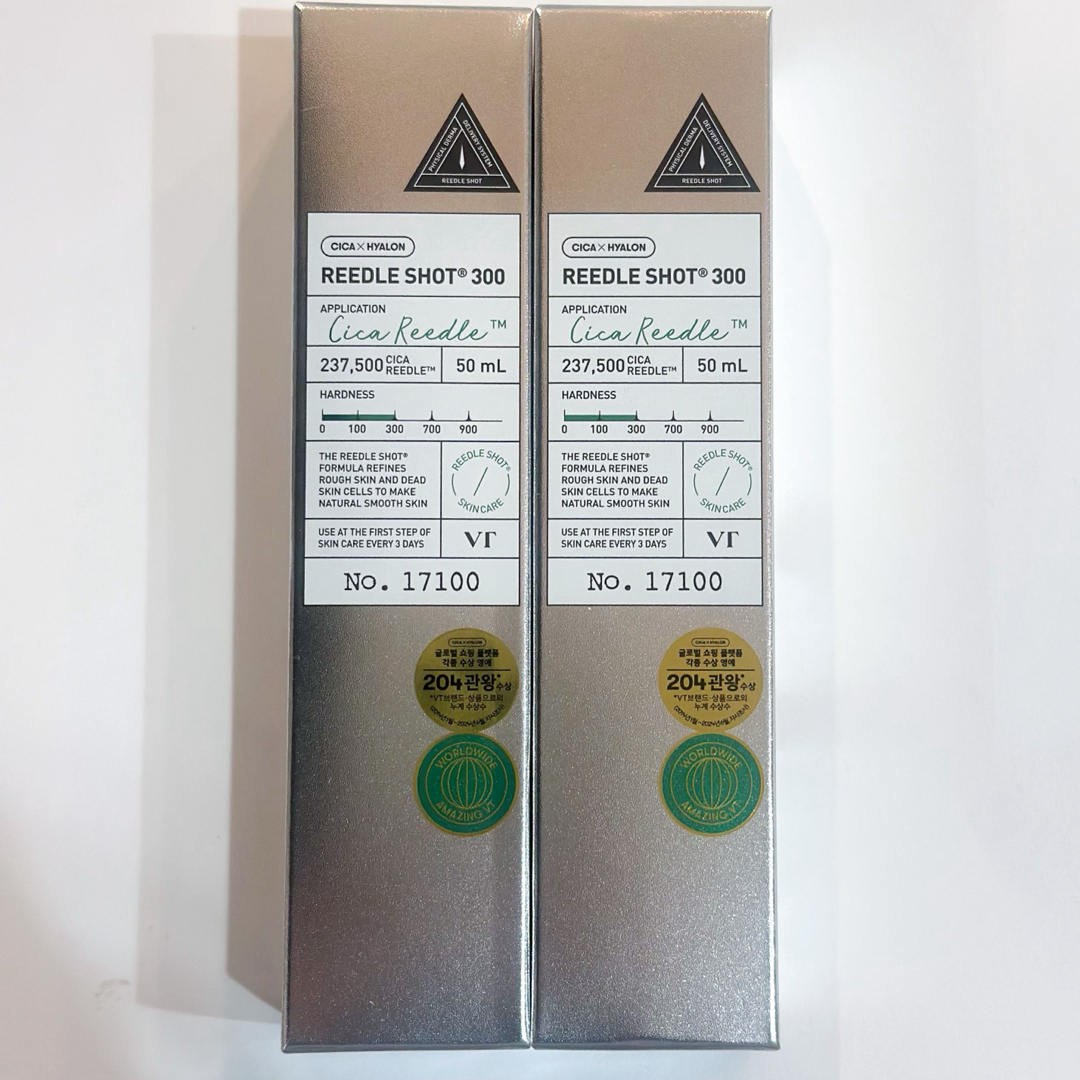 PHYSICAL DERMA
DELIVERY SYSTEM
REEDLE SHOT
CICA×HYALON
REEDLE SHOT® 300
APPLICATION
Cica Reedle™
237,500 CICA REEDLE™
50 mL
HARDNESS
0 100 300 700 900
THE REEDLE SHOT®
FORMULA REFINES
ROUGH SKIN AND DEAD
SKIN CELLS TO MAKE
NATURAL SMOOTH SKIN
REEDLE SHOT®
SKINCARE
USE AT THE FIRST STEP OF
SKIN CARE EVERY 3 DAYS
VT
No. 17100
CICA×HYALON
글로벌 쇼핑 플랫폼
각종 수상 영예
204관왕* 수상
*VT브랜드·상품으로의
누계 수상수
WORLDWIDE
AMAZING VT
PHYSICAL DERMA
DELIVERY SYSTEM
REEDLE SHOT
CICA×HYALON
REEDLE SHOT® 300
APPLICATION
Cica Reedle™
237,500 CICA REEDLE™
50 mL
HARDNESS
0 100 300 700 900
THE REEDLE SHOT®
FORMULA REFINES
ROUGH SKIN AND DEAD
SKIN CELLS TO MAKE
NATURAL SMOOTH SKIN
REEDLE SHOT®
SKINCARE
USE AT THE FIRST STEP OF
SKIN CARE EVERY 3 DAYS
VT
No. 17100
CICA×HYALON
글로벌 쇼핑 플랫폼
각종 수상 영예
204관왕* 수상
*VT브랜드·상품으로의
누계 수상수
WORLDWIDE
AMAZING VT